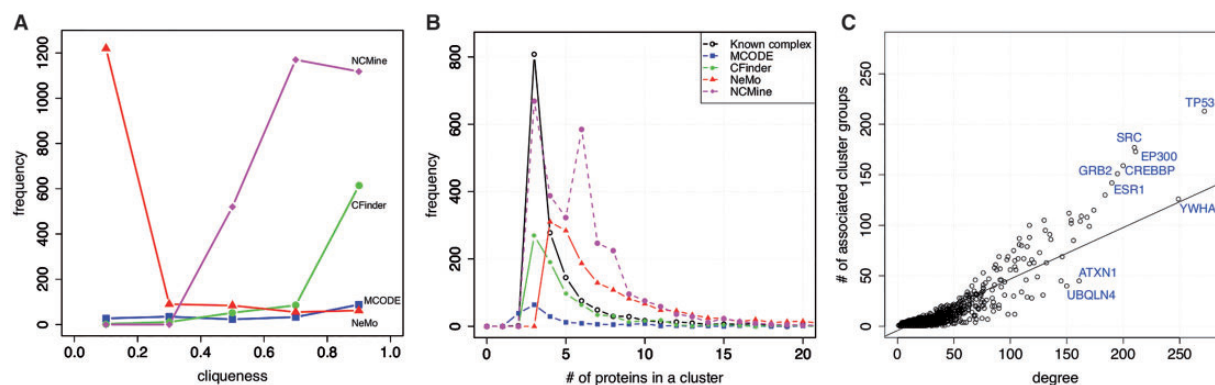 A
frequency
1200
1000
800
600
400
200
0
0.0 0.2 0.4 0.6 0.8 1.0
cliqueness
NCMine
CFinder
MCODE
NeMo
B
frequency
800
600
400
200
0
0 5 10 15 20
# of proteins in a cluster
Known complex
MCODE
CFinder
NeMo
NCMine
C
# of associated cluster groups
250
200
150
100
50
0
0 50 100 150 200 250
degree
TP53
SRC
EP300
GRB2 CREBBP
ESR1
YWHA
ATXN1
UBQLN4